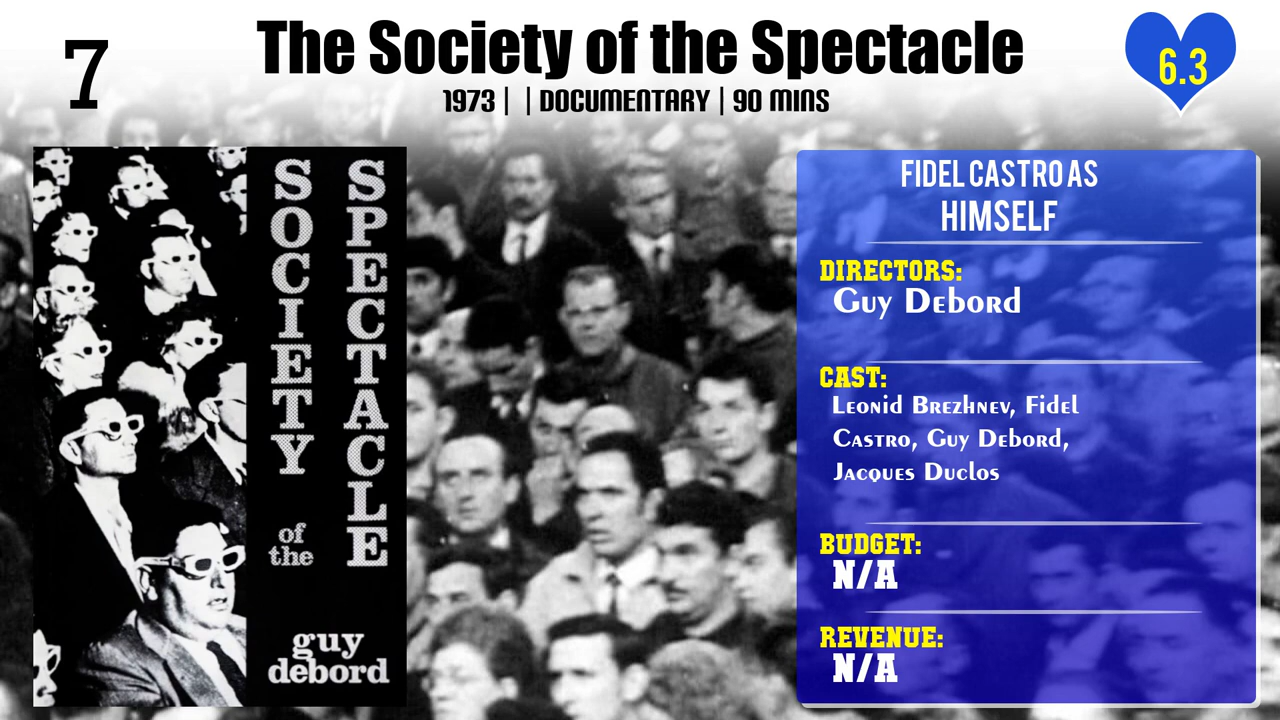 7
The Society of the Spectacle
1973 | | DOCUMENTARY | 90 MINS
6.3
SOCIETY
of the
SPECTACLE
guy
debord
FIDEL CASTRO AS
HIMSELF
DIRECTORS:
Guy Debord
CAST:
Leonid Brezhnev, Fidel
Castro, Guy Debord,
Jacques Duclos
BUDGET:
N/A
REVENUE:
N/A